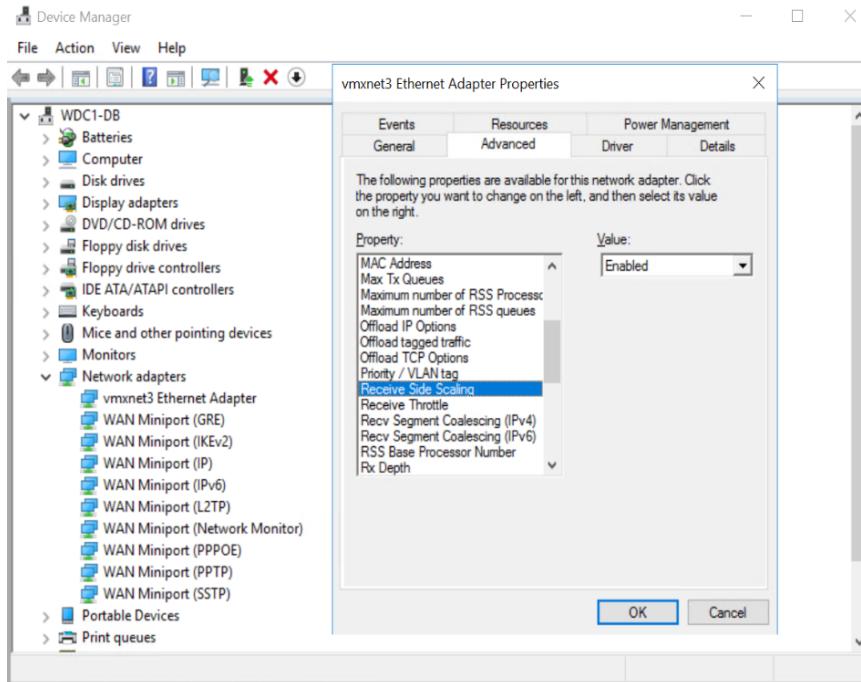 Device Manager
File Action View Help
WDC1-DB
Batteries
Computer
Disk drives
Display adapters
DVD/CD-ROM drives
Floppy disk drives
Floppy drive controllers
IDE ATA/ATAPI controllers
Keyboards
Mice and other pointing devices
Monitors
Network adapters
vmxnet3 Ethernet Adapter
WAN Miniport (GRE)
WAN Miniport (IKEv2)
WAN Miniport (IP)
WAN Miniport (IPv6)
WAN Miniport (L2TP)
WAN Miniport (Network Monitor)
WAN Miniport (PPPOE)
WAN Miniport (PPTP)
WAN Miniport (SSTP)
Portable Devices
Print queues
vmxnet3 Ethernet Adapter Properties
Events Resources Power Management
General Advanced Driver Details
The following properties are available for this network adapter. Click
the property you want to change on the left, and then select its value
on the right.
Property:
MAC Address
Max Tx Queues
Maximum number of RSS Processc
Maximum number of RSS queues
Offload IP Options
Offload tagged traffic
Offload TCP Options
Priority / VLAN tag
Receive Side Scaling
Receive Throttle
Recv Segment Coalescing (IPv4)
Recv Segment Coalescing (IPv6)
RSS Base Processor Number
Rx Depth
Value:
Enabled
OK Cancel